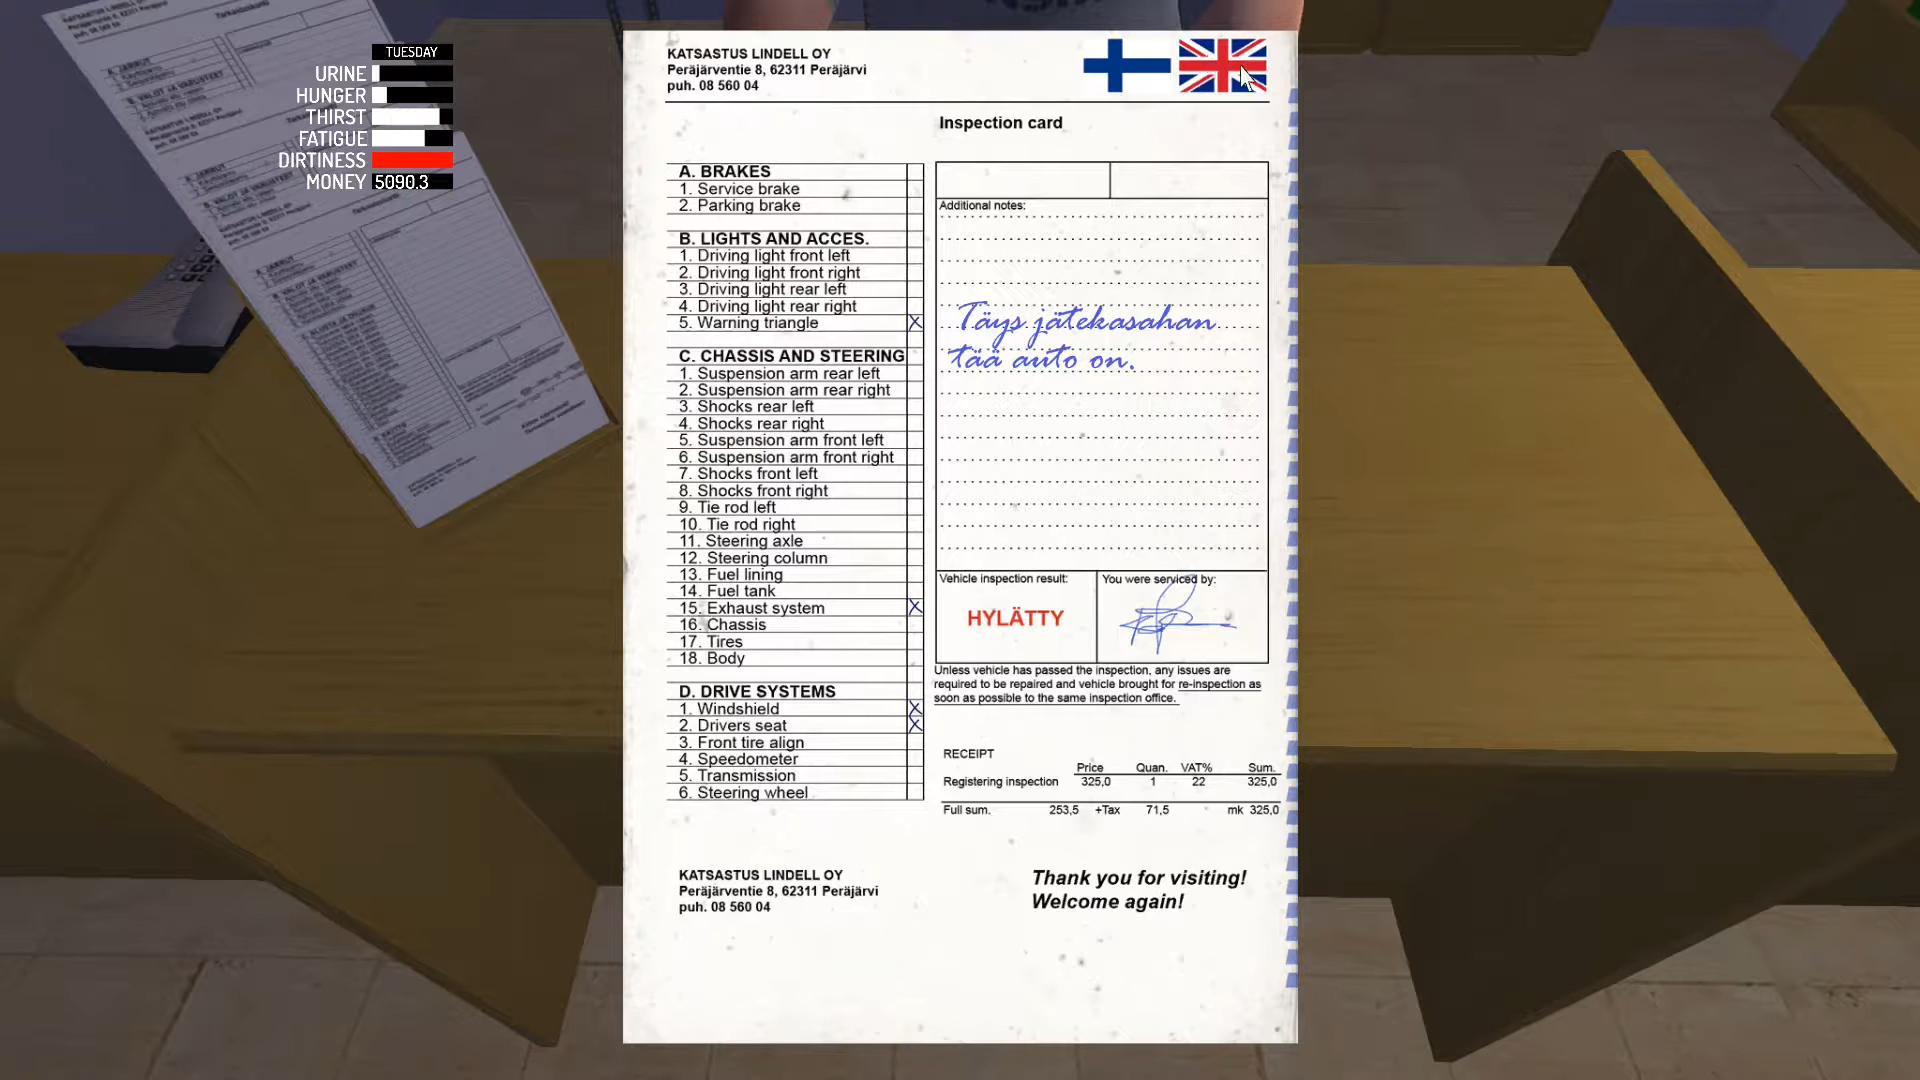 TUESDAY
URINE
HUNGER
THIRST
FATIGUE
DIRTINESS
MONEY 5090.3
KATSASTUS LINDELL OY
Peräjärventie 8, 62311 Peräjärvi
puh. 08 560 04
Inspection card
A. BRAKES
1. Service brake
2. Parking brake
B. LIGHTS AND ACCES.
1. Driving light front left
2. Driving light front right
3. Driving light rear left
4. Driving light rear right
5. Warning triangle X
C. CHASSIS AND STEERING
1. Suspension arm rear left
2. Suspension arm rear right
3. Shocks rear left
4. Shocks rear right
5. Suspension arm front left
6. Suspension arm front right
7. Shocks front left
8. Shocks front right
9. Tie rod left
10. Tie rod right
11. Steering axle
12. Steering column
13. Fuel lining
14. Fuel tank
15. Exhaust system X
16. Chassis
17. Tires
18. Body
D. DRIVE SYSTEMS
1. Windshield X
2. Drivers seat X
3. Front tire align
4. Speedometer
5. Transmission
6. Steering wheel
Additional notes:
Täys jätekasahan
tää auto on.
Vehicle inspection result:
HYLÄTTY
You were serviced by:
Unless vehicle has passed the inspection, any issues are
required to be repaired and vehicle brought for re-inspection as
soon as possible to the same inspection office.
RECEIPT
Price Quan. VAT% Sum.
Registering inspection 325,0 1 22 325,0
Full sum. 253,5 +Tax 71,5 mk 325,0
KATSASTUS LINDELL OY
Peräjärventie 8, 62311 Peräjärvi
puh. 08 560 04
Thank you for visiting!
Welcome again!